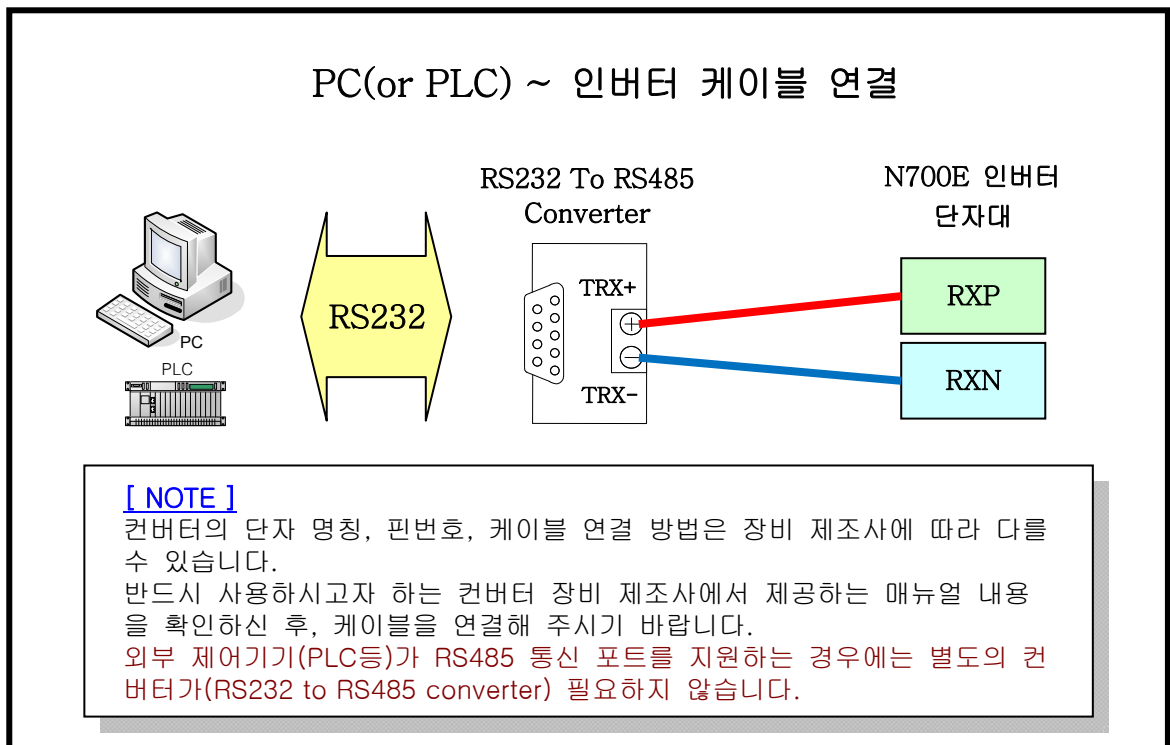 PC(or PLC) ~ 인버터 케이블 연결
RS232 To RS485
Converter
N700E 인버터
단자대
PC
PLC
RS232
TRX+
TRX-
RXP
RXN
[ NOTE ]
컨버터의 단자 명칭, 핀번호, 케이블 연결 방법은 장비 제조사에 따라 다를
수 있습니다.
반드시 사용하시고자 하는 컨버터 장비 제조사에서 제공하는 매뉴얼 내용
을 확인하신 후, 케이블을 연결해 주시기 바랍니다.
외부 제어기기(PLC등)가 RS485 통신 포트를 지원하는 경우에는 별도의 컨
버터가(RS232 to RS485 converter) 필요하지 않습니다.